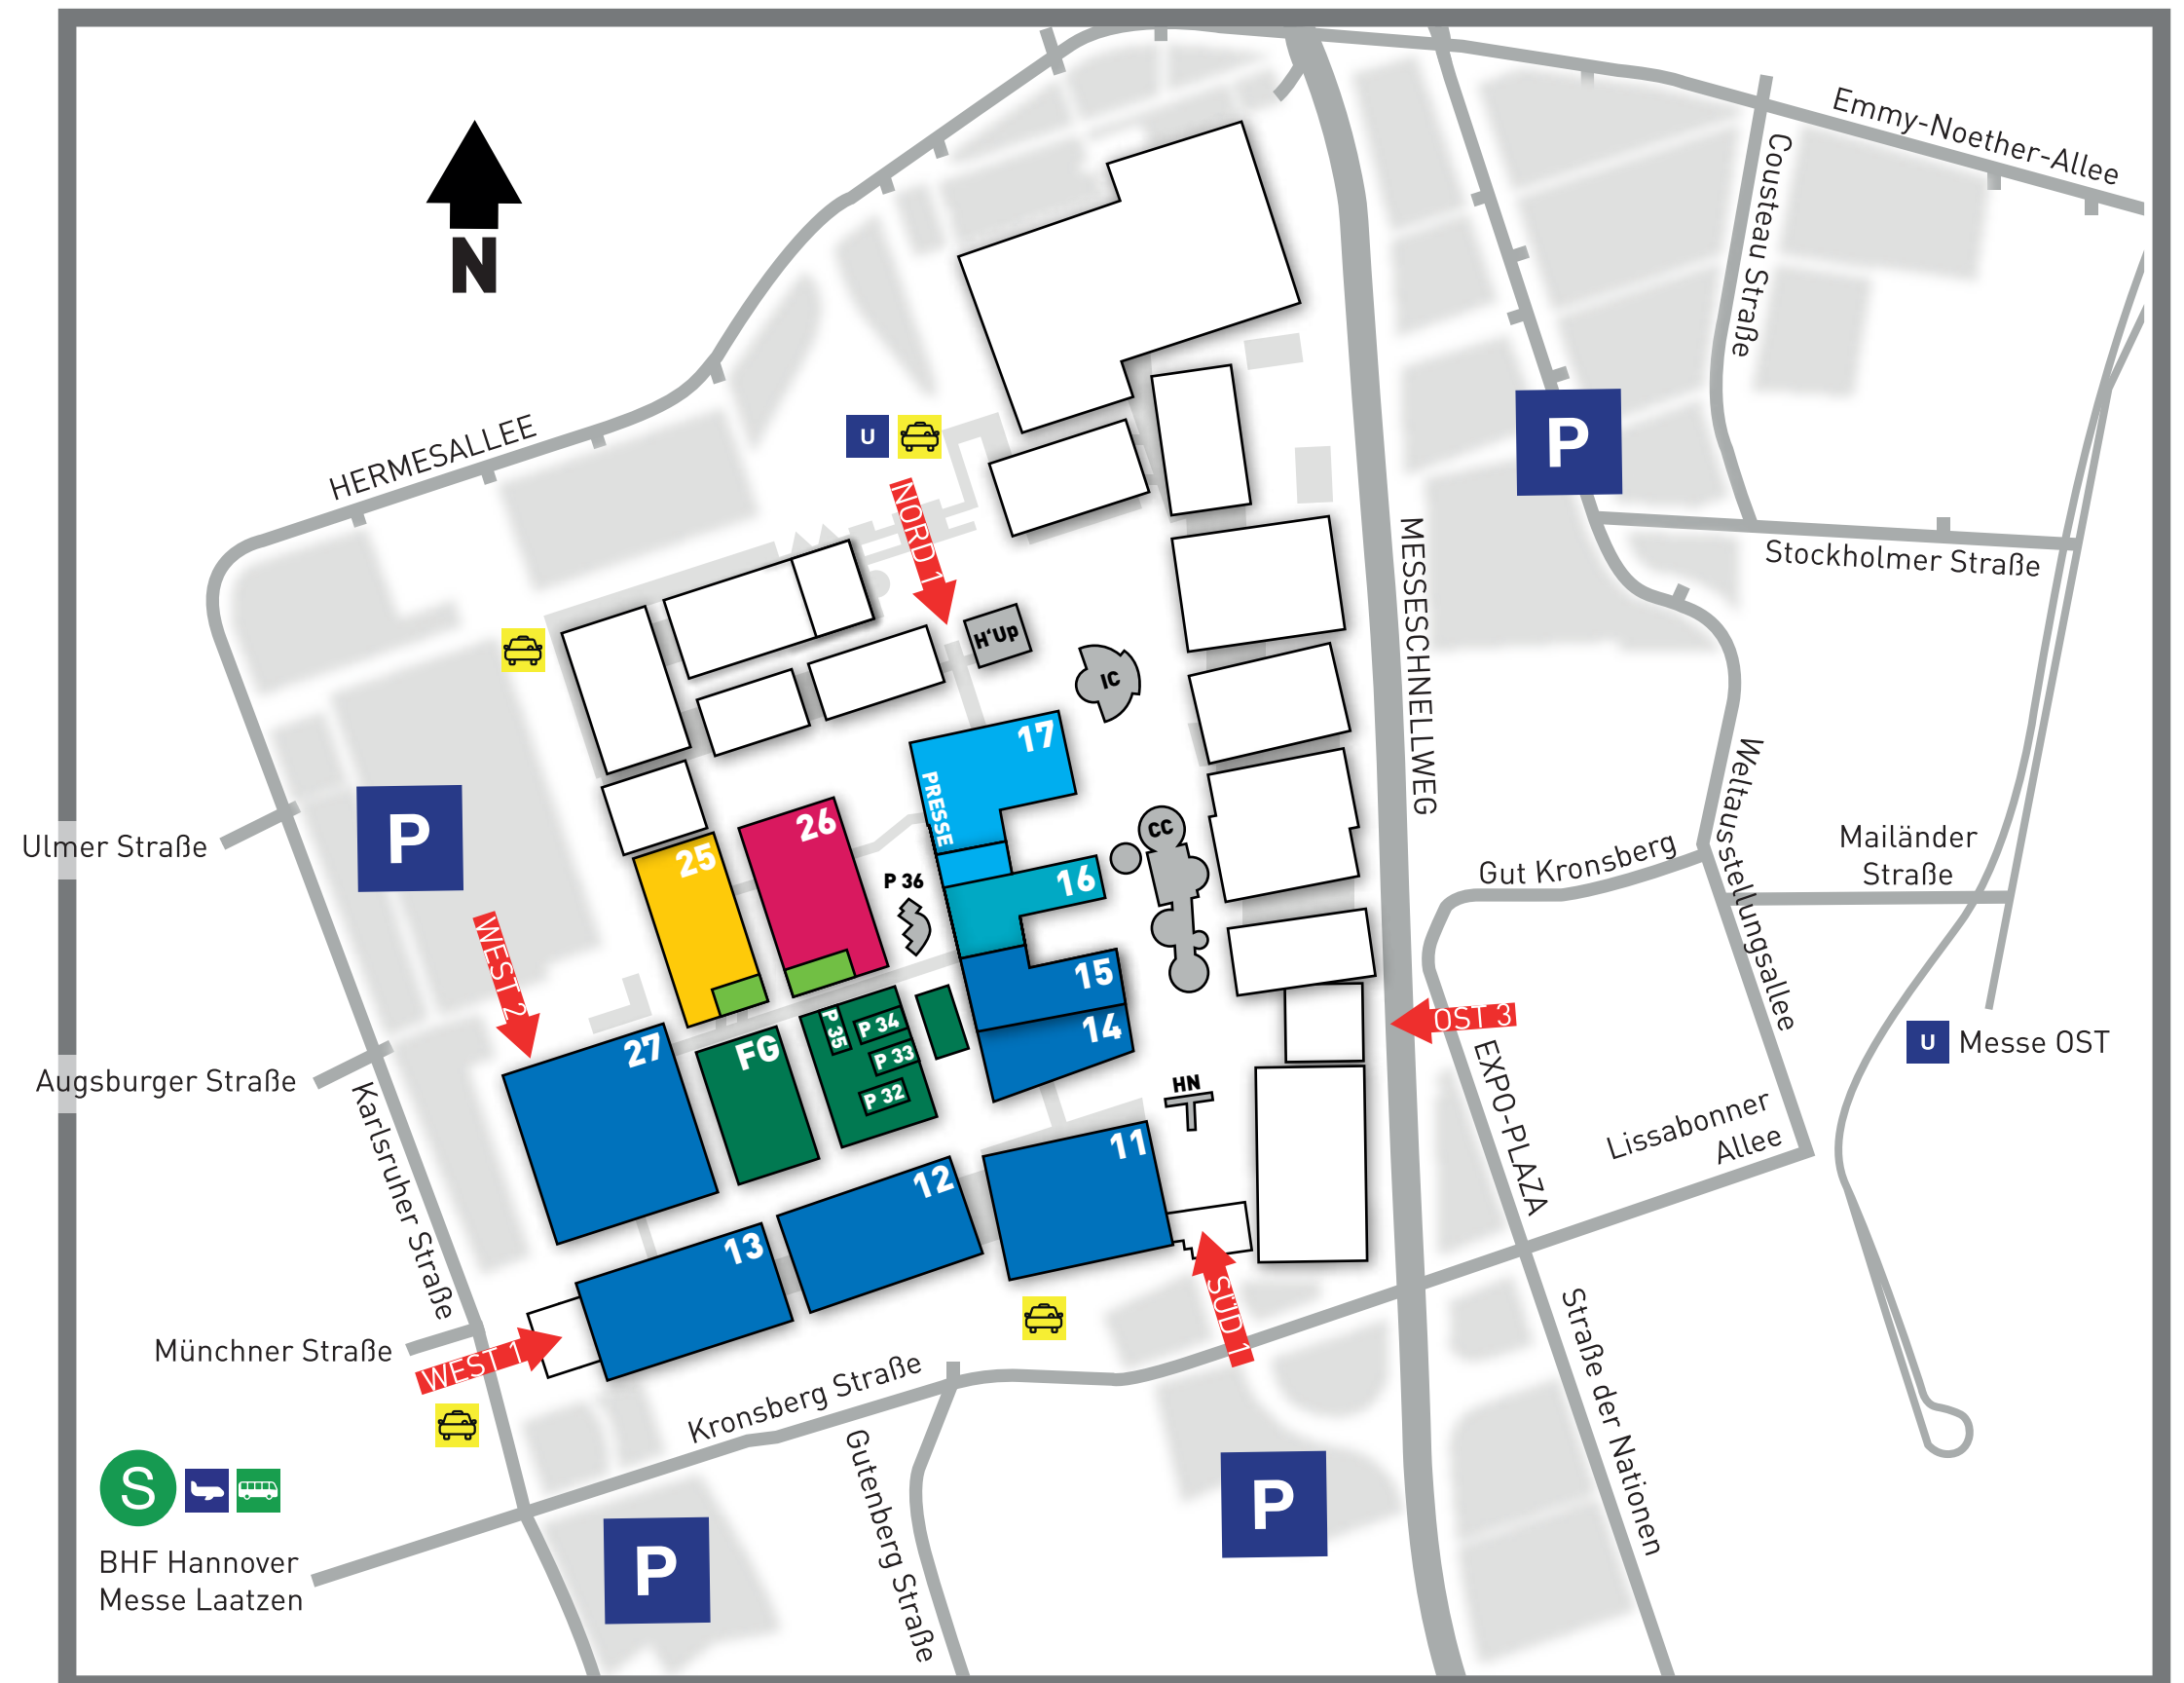 N
Emmy-Noether-Allee
Cousteau Straße
HERMESALLEE
U
P
NORD 1
MESSESCHNELLWEG
Stockholmer Straße
H'Up
IC
17
PRESSE
Weltausstellungsallee
Ulmer Straße
P
26
25
CC
Gut Kronsberg
Mailänder
Straße
P 36
16
WEST 2
15
14
OST 3
U
Messe OST
27
FG
P 35
P 34
P 33
P 32
Augsburger Straße
Karlsruher Straße
HN
EXPO-PLAZA
Lissabonner
Allee
11
12
13
SÜD 1
Münchner Straße
WEST 1
Kronsberg Straße
Straße der Nationen
Gutenberg Straße
S
BHF Hannover
Messe Laatzen
P
P